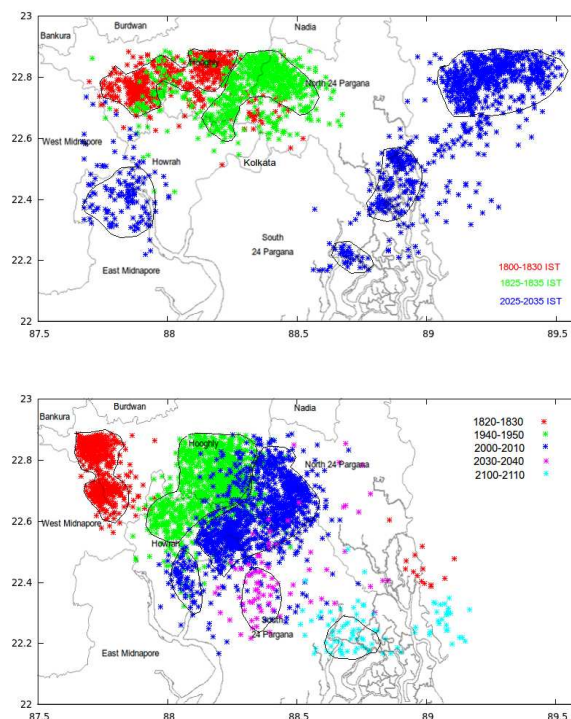 23
22.8
22.6
22.4
22.2
22
87.5
88
88.5
89
89.5
Bankura
Burdwan
Nadia
Hooghly
North 24 Pargana
West Midnapore
Howrah
Kolkata
South
24 Pargana
East Midnapore
1800-1830 IST
1825-1835 IST
2025-2035 IST
23
22.8
22.6
22.4
22.2
22
87.5
88
88.5
89
89.5
Bankura
Burdwan
Nadia
Hooghly
North 24 Pargana
West Midnapore
Howrah
South
24 Pargana
East Midnapore
1820-1830
1940-1950
2000-2010
2030-2040
2100-2110